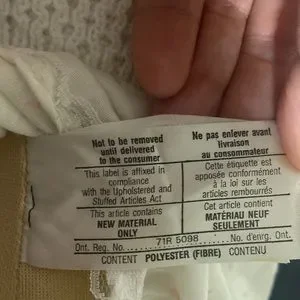 Not to be removed
until delivered
to the consumer
This label is affixed in
compliance
with the Upholstered and
Stuffed Articles Act
This article contains
NEW MATERIAL
ONLY
Ne pas enlever avant
livraison
au consommateur
Cette étiquette est
apposée conformément
à la loi sur les
articles rembourrés
Cet article contient
MATÉRIAU NEUF
SEULEMENT
Ont. Reg. No. 71R 5098 No. d'enrg. Ont.
CONTENT POLYESTER (FIBRE) CONTENU